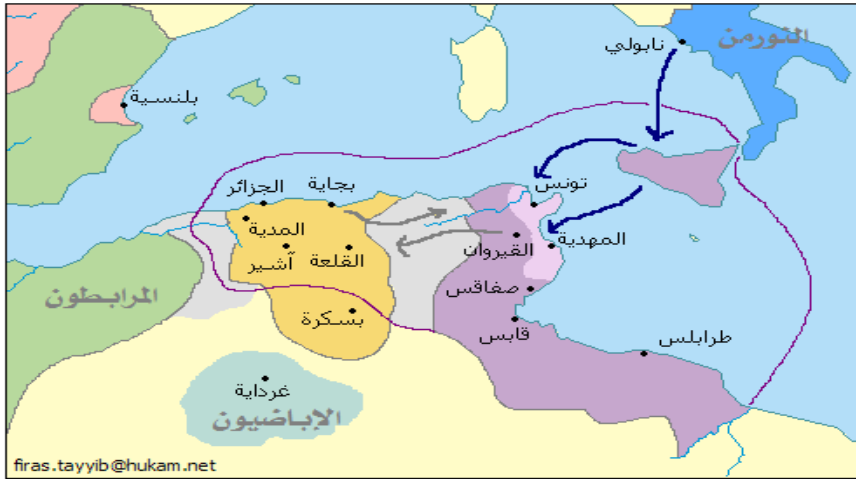 النورمن
نابولي
بلنسية
تونس
بجاية
الجزائر
المهدية
القيروان
المدية
القلعة
آشير
صفاقس
المرابطون
بسكرة
قابس
طرابلس
غرداية
الإباضيون
firas.tayyib@hukam.net